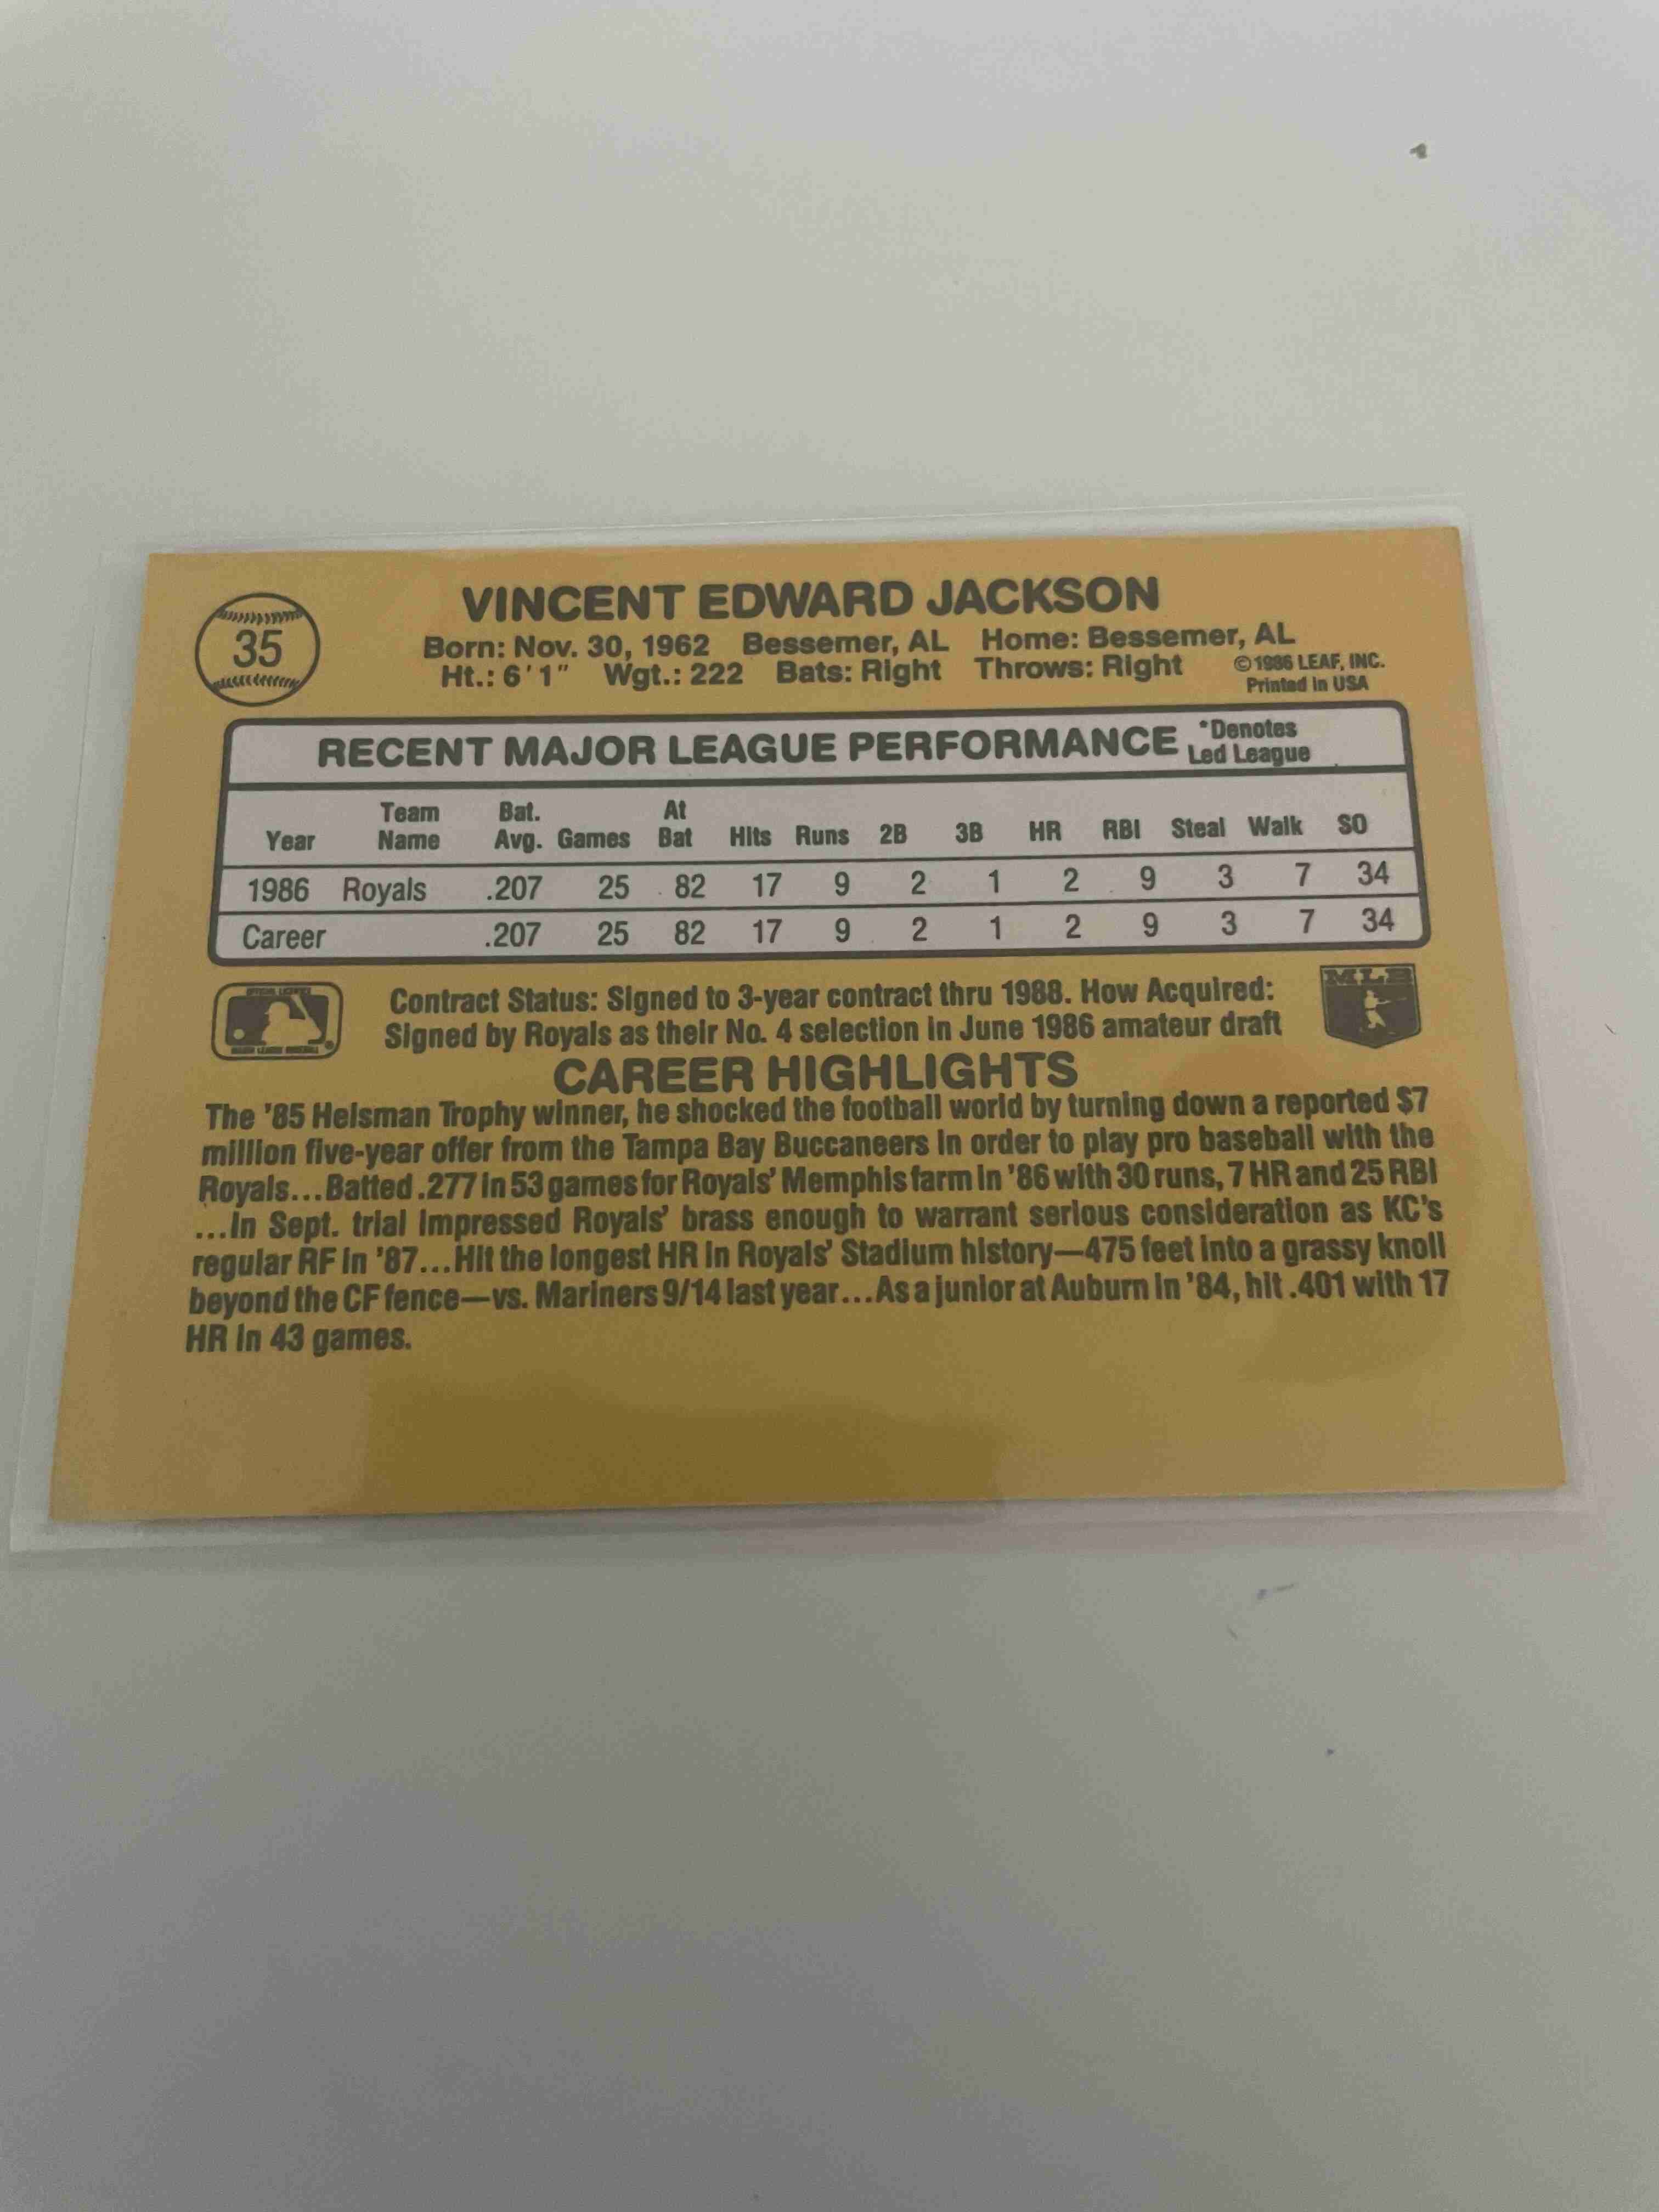 35
VINCENT EDWARD JACKSON
Born: Nov. 30, 1962 Bessemer, AL Home: Bessemer, AL
Ht.: 6'1" Wgt.: 222 Bats: Right Throws: Right
©1986 LEAF, INC.
Printed in USA
RECENT MAJOR LEAGUE PERFORMANCE
*Denotes
Led League
Year Team Name Bat. Avg. Games At Bat Hits Runs 2B 3B HR RBI Steal Walk SO
1986 Royals .207 25 82 17 9 2 1 2 9 3 7 34
Career .207 25 82 17 9 2 1 2 9 3 7 34
MLB
Contract Status: Signed to 3-year contract thru 1988. How Acquired:
Signed by Royals as their No. 4 selection in June 1986 amateur draft
CAREER HIGHLIGHTS
The '85 Heisman Trophy winner, he shocked the football world by turning down a reported $7
million five-year offer from the Tampa Bay Buccaneers in order to play pro baseball with the
Royals...Batted .277 in 53 games for Royals' Memphis farm in '86 with 30 runs, 7 HR and 25 RBI
...In Sept. trial impressed Royals' brass enough to warrant serious consideration as KC's
regular RF in '87...Hit the longest HR in Royals' Stadium history—475 feet into a grassy knoll
beyond the CF fence—vs. Mariners 9/14 last year...As a junior at Auburn in '84, hit .401 with 17
HR in 43 games.